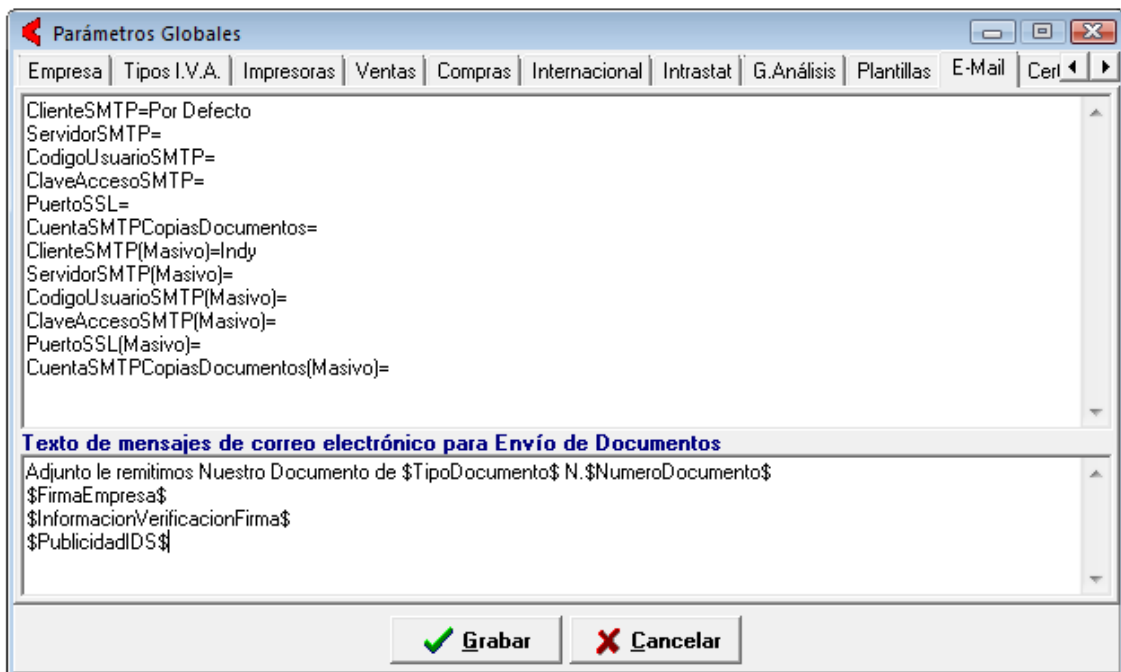 Parámetros Globales
Empresa Tipos I.V.A. Impresoras Ventas Compras Internacional Intrastat G.Análisis Plantillas E-Mail Cert
ClienteSMTP=Por Defecto
ServidorSMTP=
CodigoUsuarioSMTP=
ClaveAccesoSMTP=
PuertoSSL=
CuentaSMTPCopiasDocumentos=
ClienteSMTP(Masivo)=Indy
ServidorSMTP(Masivo)=
CodigoUsuarioSMTP(Masivo)=
ClaveAccesoSMTP(Masivo)=
PuertoSSL(Masivo)=
CuentaSMTPCopiasDocumentos(Masivo)=
Texto de mensajes de correo electrónico para Envío de Documentos
Adjunto le remitimos Nuestro Documento de $TipoDocumento$ N.$NumeroDocumento$
$FirmaEmpresa$
$InformacionVerificacionFirma$
$PublicidadIDS$
Grabar Cancelar